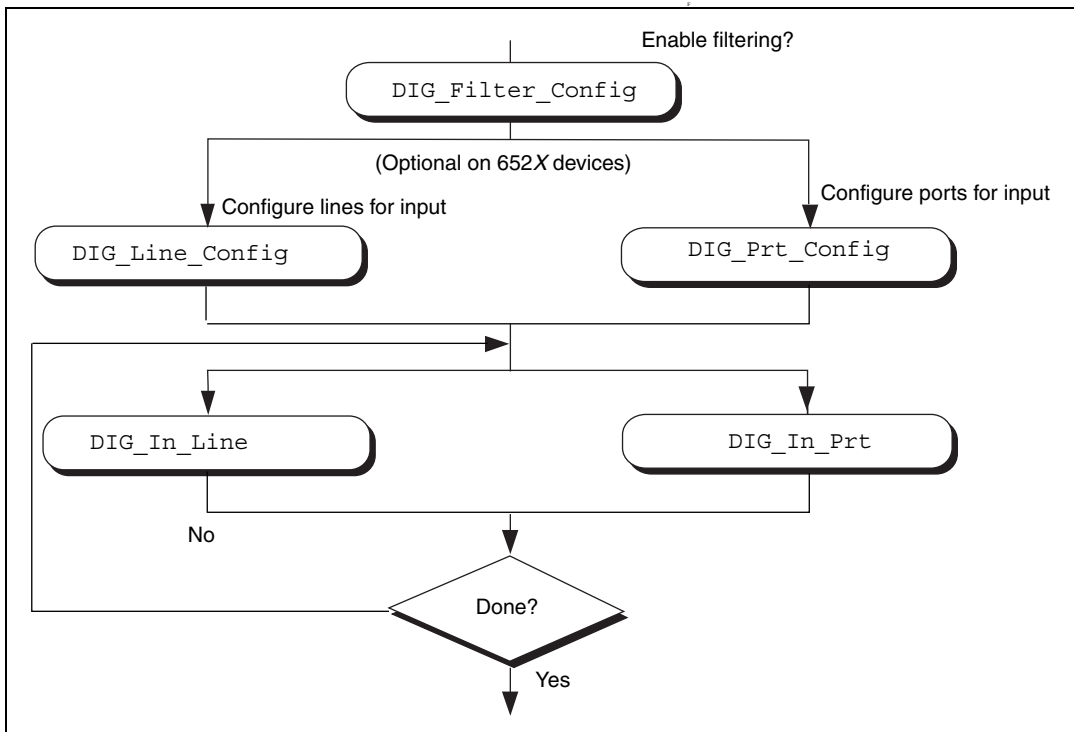 Enable filtering?
DIG_Filter_Config
(Optional on 652X devices)
Configure lines for input
Configure ports for input
DIG_Line_Config
DIG_Prt_Config
DIG_In_Line
DIG_In_Prt
No
Done?
Yes